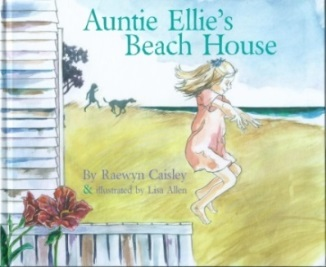 Auntie Ellie's
Beach House
By Raewyn Caisley
& illustrated by Lisa Allen